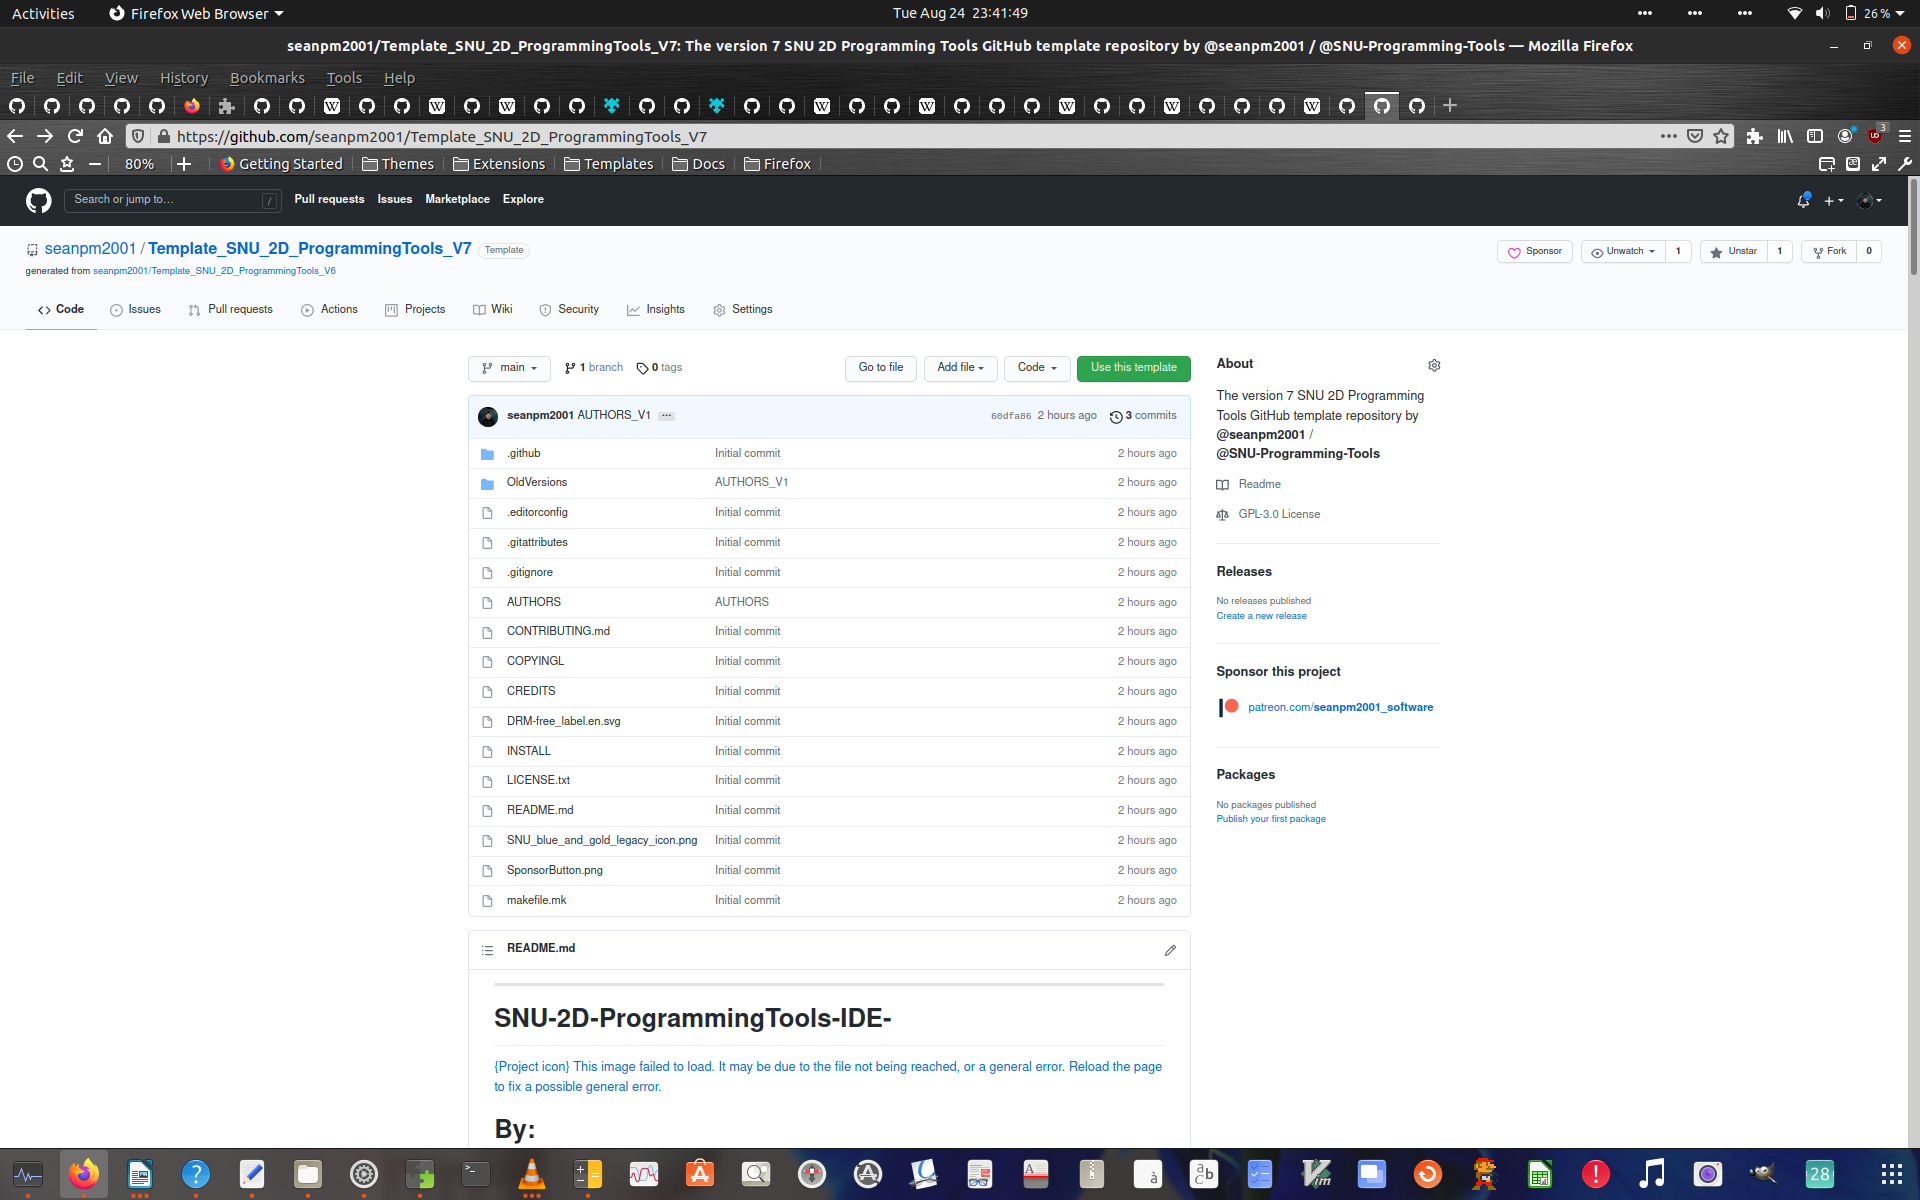 Activities Firefox Web Browser Tue Aug 24 23:41:49 26%
seanpm2001/Template_SNU_2D_ProgrammingTools_V7: The version 7 SNU 2D Programming Tools GitHub template repository by @seanpm2001 / @SNU-Programming-Tools — Mozilla Firefox
File Edit View History Bookmarks Tools Help
https://github.com/seanpm2001/Template_SNU_2D_ProgrammingTools_V7 3
80% Getting Started Themes Extensions Templates Docs Firefox
Search or jump to… / Pull requests Issues Marketplace Explore
seanpm2001 / Template_SNU_2D_ProgrammingTools_V7 Template Sponsor Unwatch 1 Unstar 1 Fork 0
generated from seanpm2001/Template_SNU_2D_ProgrammingTools_V6
Code Issues Pull requests Actions Projects Wiki Security Insights Settings
main 1 branch 0 tags Go to file Add file Code Use this template
seanpm2001 AUTHORS_V1 ... 60dfa86 2 hours ago 3 commits
.github Initial commit 2 hours ago
OldVersions AUTHORS_V1 2 hours ago
.editorconfig Initial commit 2 hours ago
.gitattributes Initial commit 2 hours ago
.gitignore Initial commit 2 hours ago
AUTHORS AUTHORS 2 hours ago
CONTRIBUTING.md Initial commit 2 hours ago
COPYINGL Initial commit 2 hours ago
CREDITS Initial commit 2 hours ago
DRM-free_label.en.svg Initial commit 2 hours ago
INSTALL Initial commit 2 hours ago
LICENSE.txt Initial commit 2 hours ago
README.md Initial commit 2 hours ago
SNU_blue_and_gold_legacy_icon.png Initial commit 2 hours ago
SponsorButton.png Initial commit 2 hours ago
makefile.mk Initial commit 2 hours ago
README.md
SNU-2D-ProgrammingTools-IDE-
{Project icon} This image failed to load. It may be due to the file not being reached, or a general error. Reload the page
to fix a possible general error.
By:
About
The version 7 SNU 2D Programming
Tools GitHub template repository by
@seanpm2001 /
@SNU-Programming-Tools
Readme
GPL-3.0 License
Releases
No releases published
Create a new release
Sponsor this project
patreon.com/seanpm2001_software
Packages
No packages published
Publish your first package
28